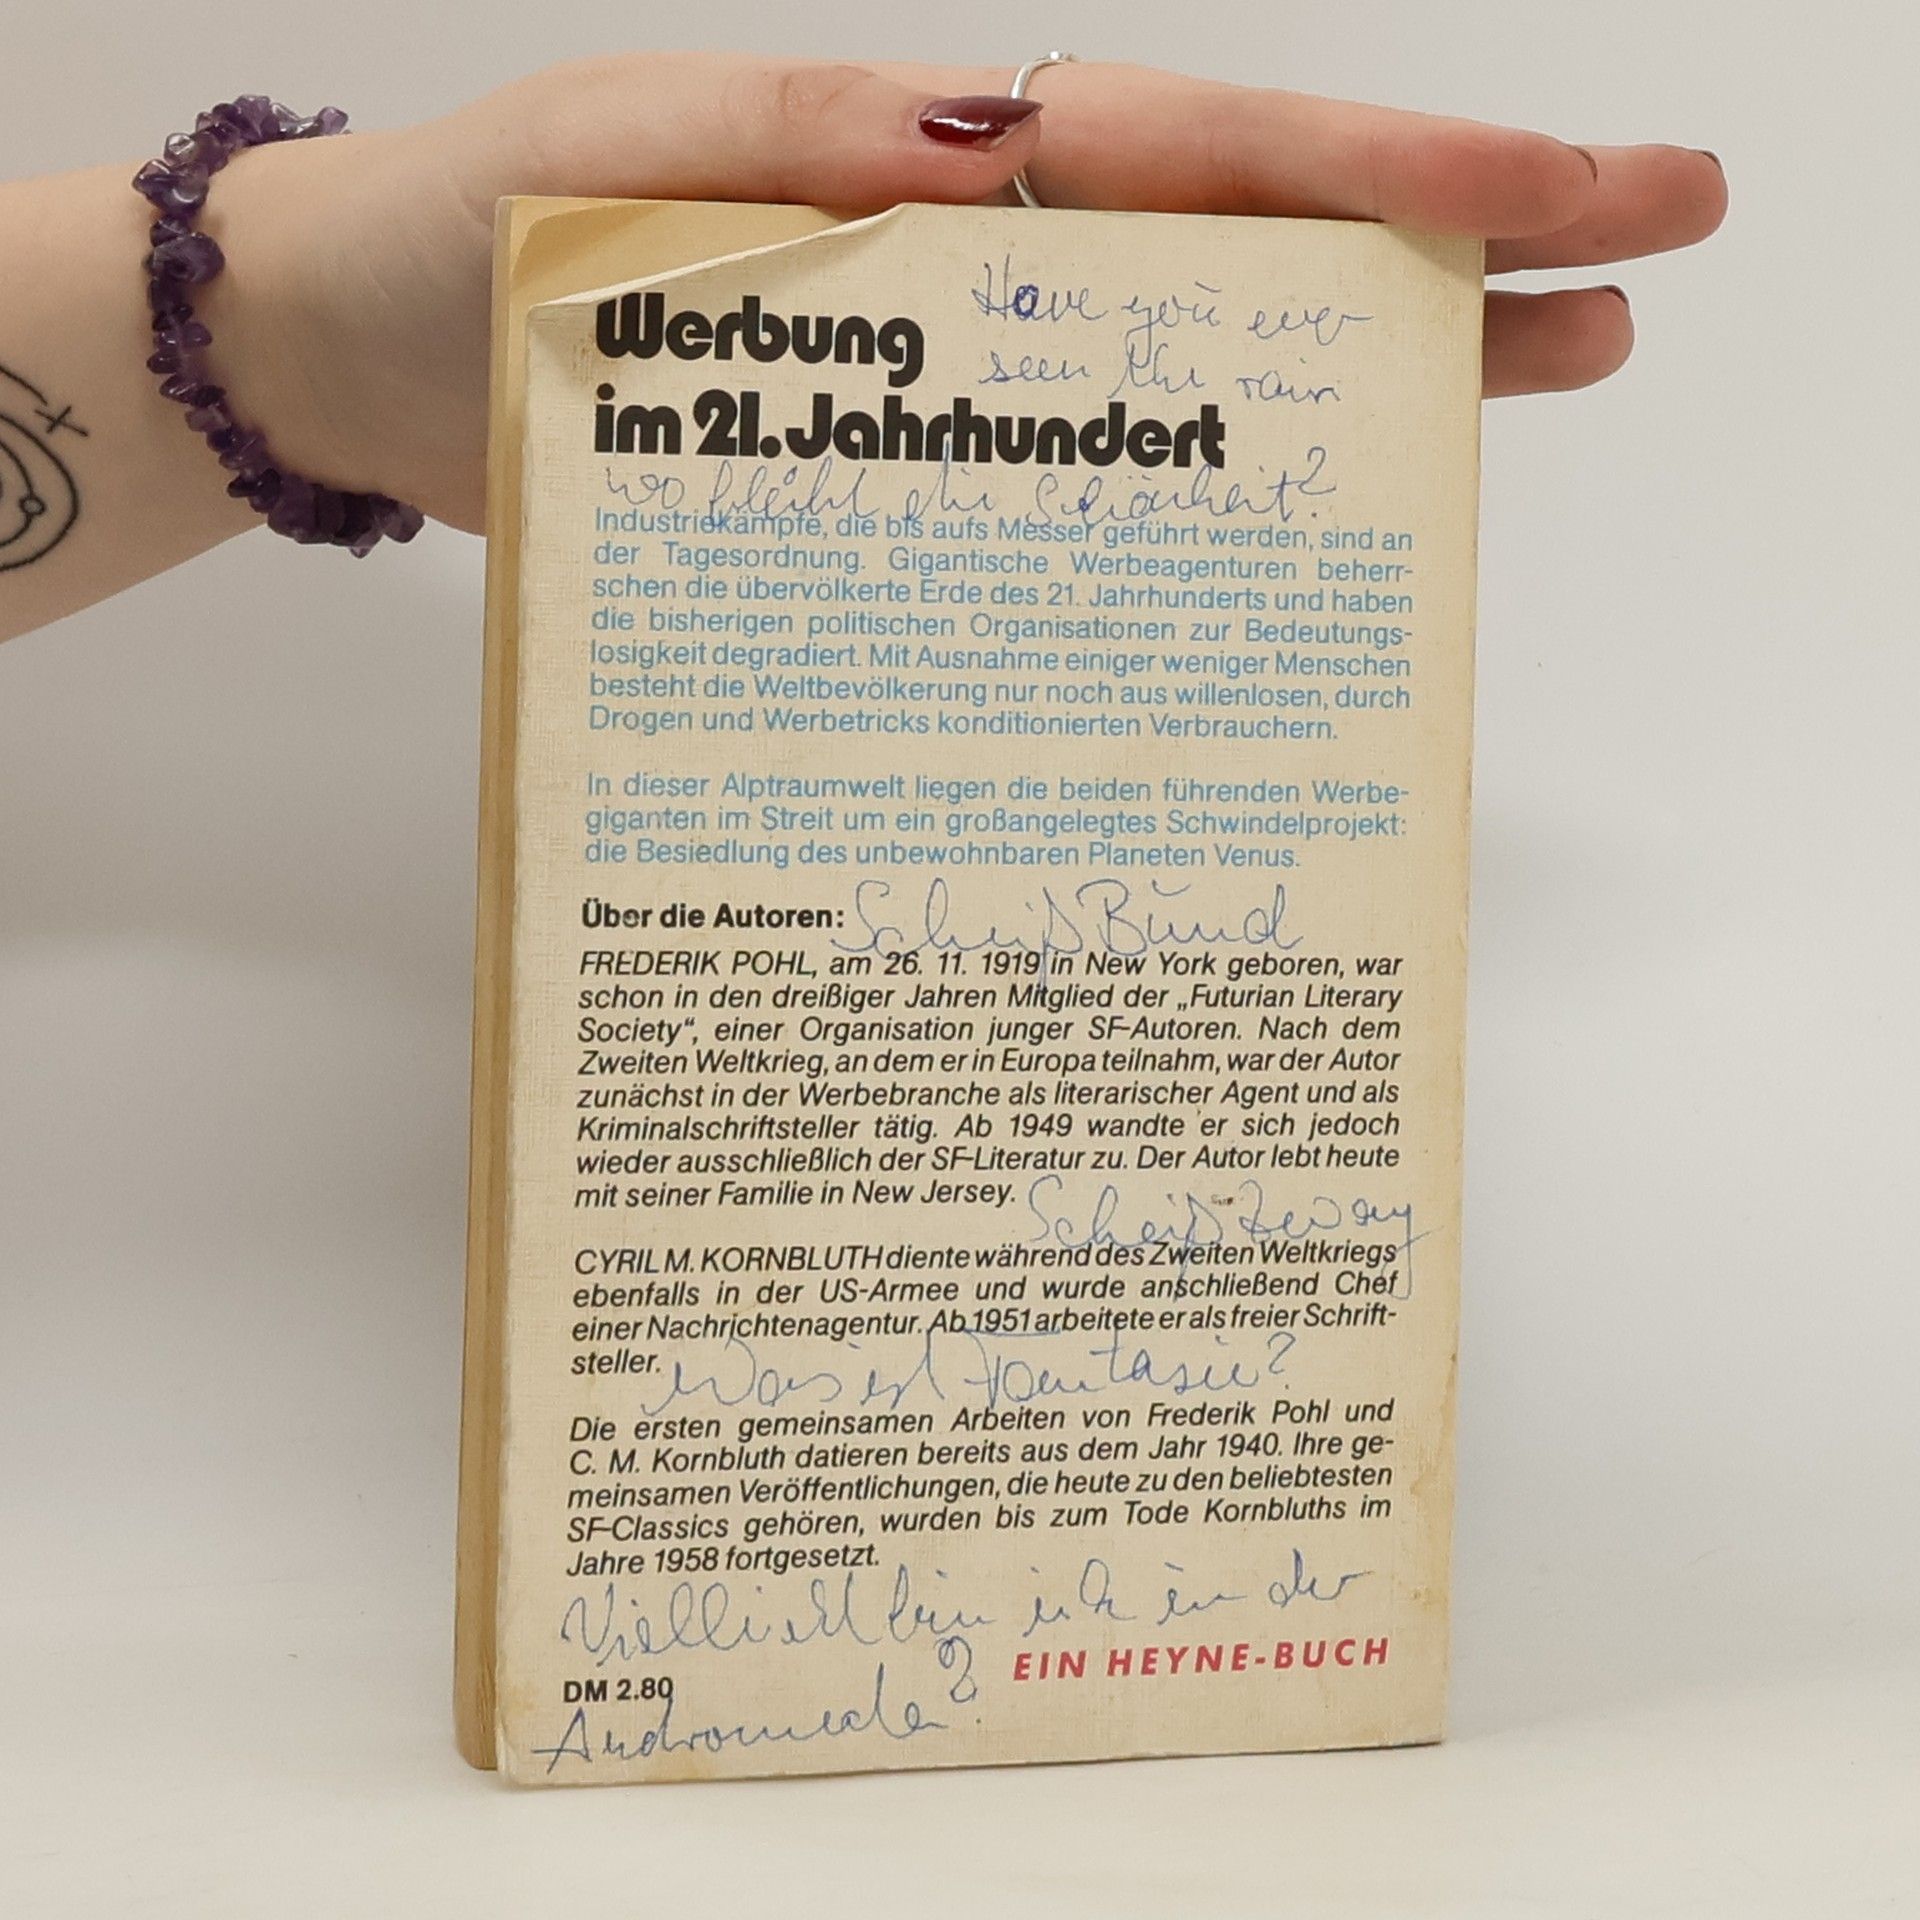 Werbung
Have you ever
seen the rain
im 21. Jahrhundert
wo bleibt die Schönheit?
Industriekämpfe, die bis aufs Messer geführt werden, sind an
der Tagesordnung. Gigantische Werbeagenturen beherr-
schen die übervölkerte Erde des 21. Jahrhunderts und haben
die bisherigen politischen Organisationen zur Bedeutungs-
losigkeit degradiert. Mit Ausnahme einiger weniger Menschen
besteht die Weltbevölkerung nur noch aus willenlosen, durch
Drogen und Werbetricks konditionierten Verbrauchern.
In dieser Alptraumwelt liegen die beiden führenden Werbe-
giganten im Streit um ein großangelegtes Schwindelprojekt:
die Besiedlung des unbewohnbaren Planeten Venus.
Über die Autoren:
Scheiß Bund
FREDERIK POHL, am 26. 11. 1919 in New York geboren, war
schon in den dreißiger Jahren Mitglied der „Futurian Literary
Society“, einer Organisation junger SF-Autoren. Nach dem
Zweiten Weltkrieg, an dem er in Europa teilnahm, war der Autor
zunächst in der Werbebranche als literarischer Agent und als
Kriminalschriftsteller tätig. Ab 1949 wandte er sich jedoch
wieder ausschließlich der SF-Literatur zu. Der Autor lebt heute
mit seiner Familie in New Jersey.
Scheiß Zwang
CYRIL M. KORNBLUTH diente während des Zweiten Weltkriegs
ebenfalls in der US-Armee und wurde anschließend Chef
einer Nachrichtenagentur. Ab 1951 arbeitete er als freier Schrift-
steller.
Was ist Fantasie?
Die ersten gemeinsamen Arbeiten von Frederik Pohl und
C. M. Kornbluth datieren bereits aus dem Jahr 1940. Ihre ge-
meinsamen Veröffentlichungen, die heute zu den beliebtesten
SF-Classics gehören, wurden bis zum Tode Kornbluths im
Jahre 1958 fortgesetzt.
Vielleicht bin ich in der
EIN HEYNE-BUCH
DM 2.80
Andromeda?